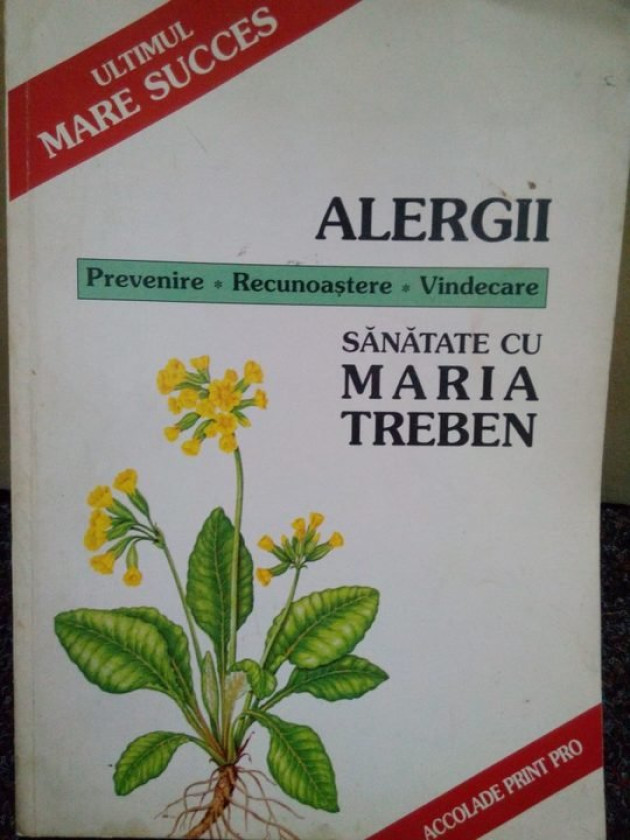 ULTIMUL
MARE SUCCES
ALERGII
Prevenire * Recunoaștere * Vindecare
SĂNĂTATE CU
MARIA
TREBEN
ACCOLADE PRINT PRO